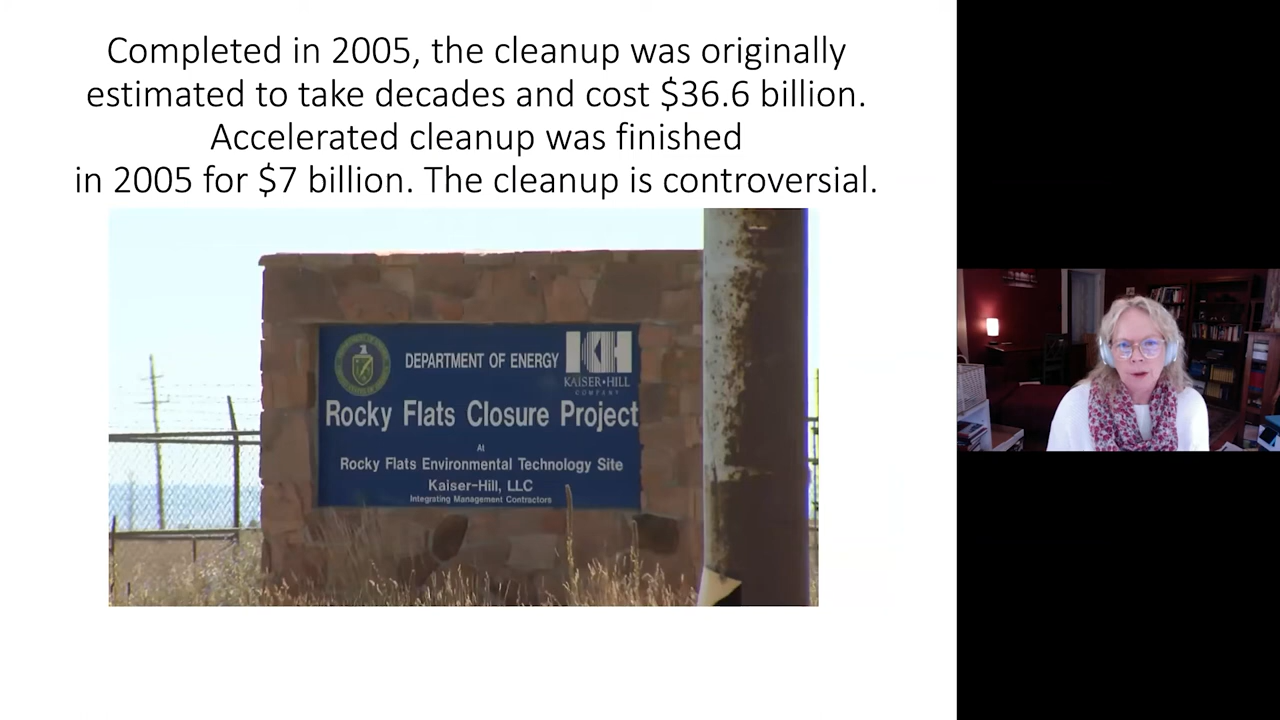 Completed in 2005, the cleanup was originally
estimated to take decades and cost $36.6 billion.
Accelerated cleanup was finished
in 2005 for $7 billion. The cleanup is controversial.
DEPARTMENT OF ENERGY
KH
KAISER•HILL
COMPANY
Rocky Flats Closure Project
At
Rocky Flats Environmental Technology Site
Kaiser-Hill, LLC
Integrating Management Contractors